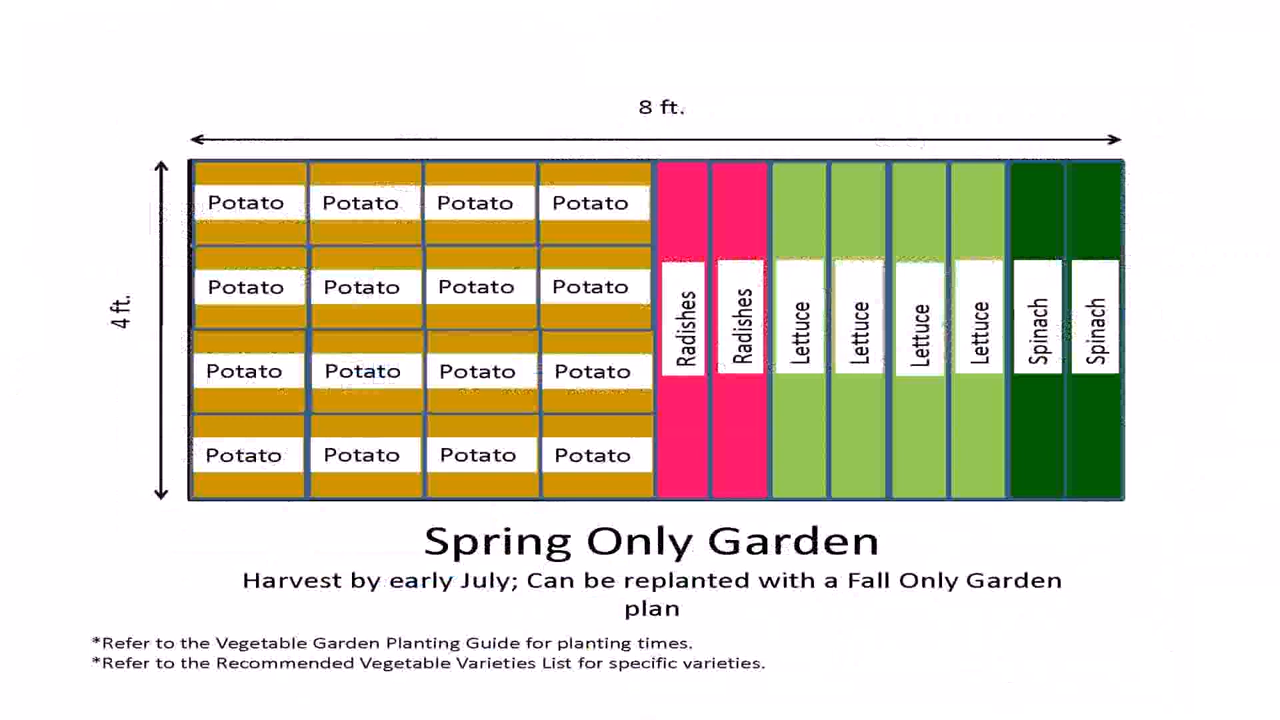 8 ft.
4 ft.
Potato Potato Potato Potato
Potato Potato Potato Potato
Potato Potato Potato Potato
Potato Potato Potato Potato
Radishes
Radishes
Lettuce
Lettuce
Lettuce
Lettuce
Spinach
Spinach
Spring Only Garden
Harvest by early July; Can be replanted with a Fall Only Garden
plan
*Refer to the Vegetable Garden Planting Guide for planting times.
*Refer to the Recommended Vegetable Varieties List for specific varieties.